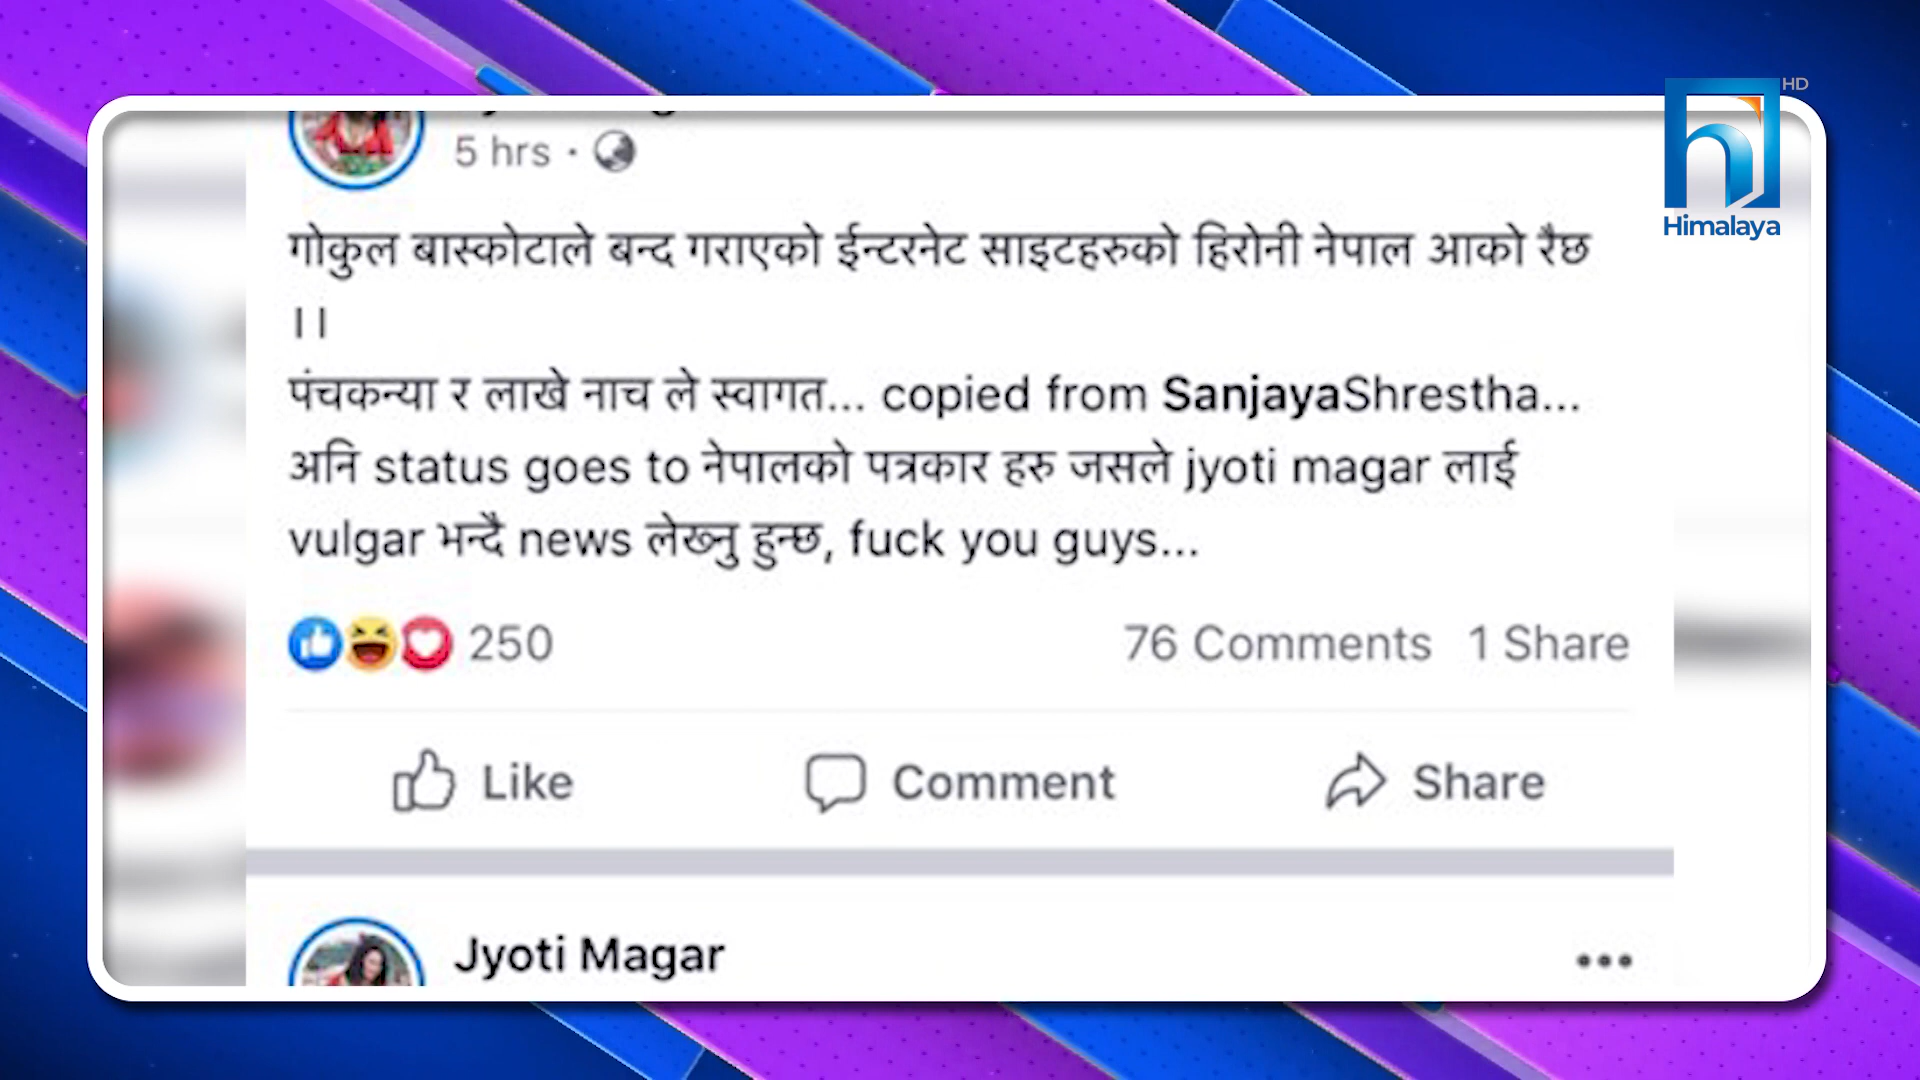 HD
Himalaya
5 hrs ·
गोकुल बास्कोटाले बन्द गराएको ईन्टरनेट साइटहरुको हिरोनी नेपाल आको रैछ
।।
पंचकन्या र लाखे नाच ले स्वागत... copied from SanjayaShrestha...
अनि status goes to नेपालको पत्रकार हरु जसले jyoti magar लाई
vulgar भन्दै news लेख्नु हुन्छ, fuck you guys...
250 76 Comments 1 Share
Like Comment Share
Jyoti Magar